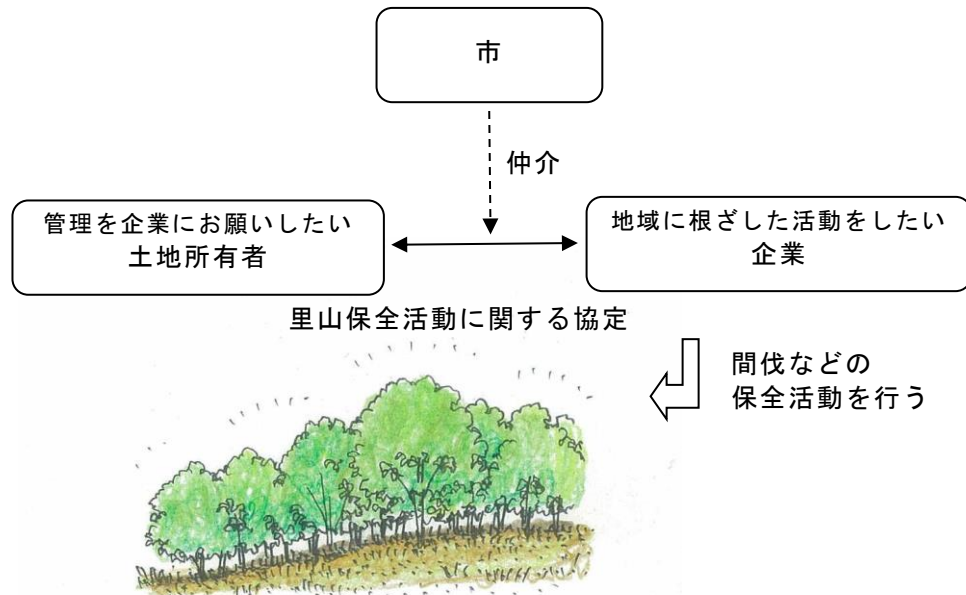 市
仲介
管理を企業にお願いしたい
土地所有者
地域に根ざした活動をしたい
企業
里山保全活動に関する協定
間伐などの
保全活動を行う